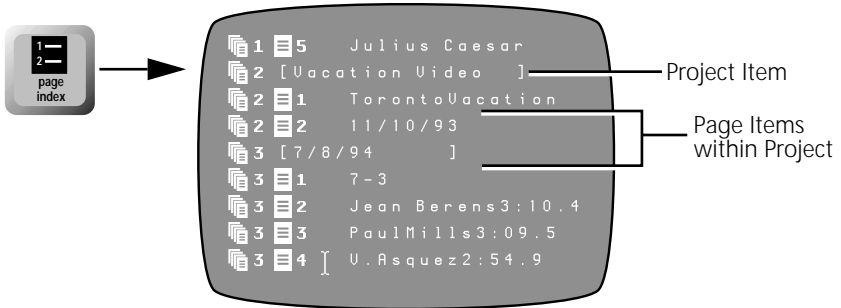 1—
2—
page
index
1 5 Julius Caesar
2 [Vacation Video ]
2 1 TorontoVacation
2 2 11/10/93
3 [7/8/94 ]
3 1 7-3
3 2 Jean Berens3:10.4
3 3 PaulMills3:09.5
3 4 V.Asquez2:54.9
Project Item
Page Items
within Project